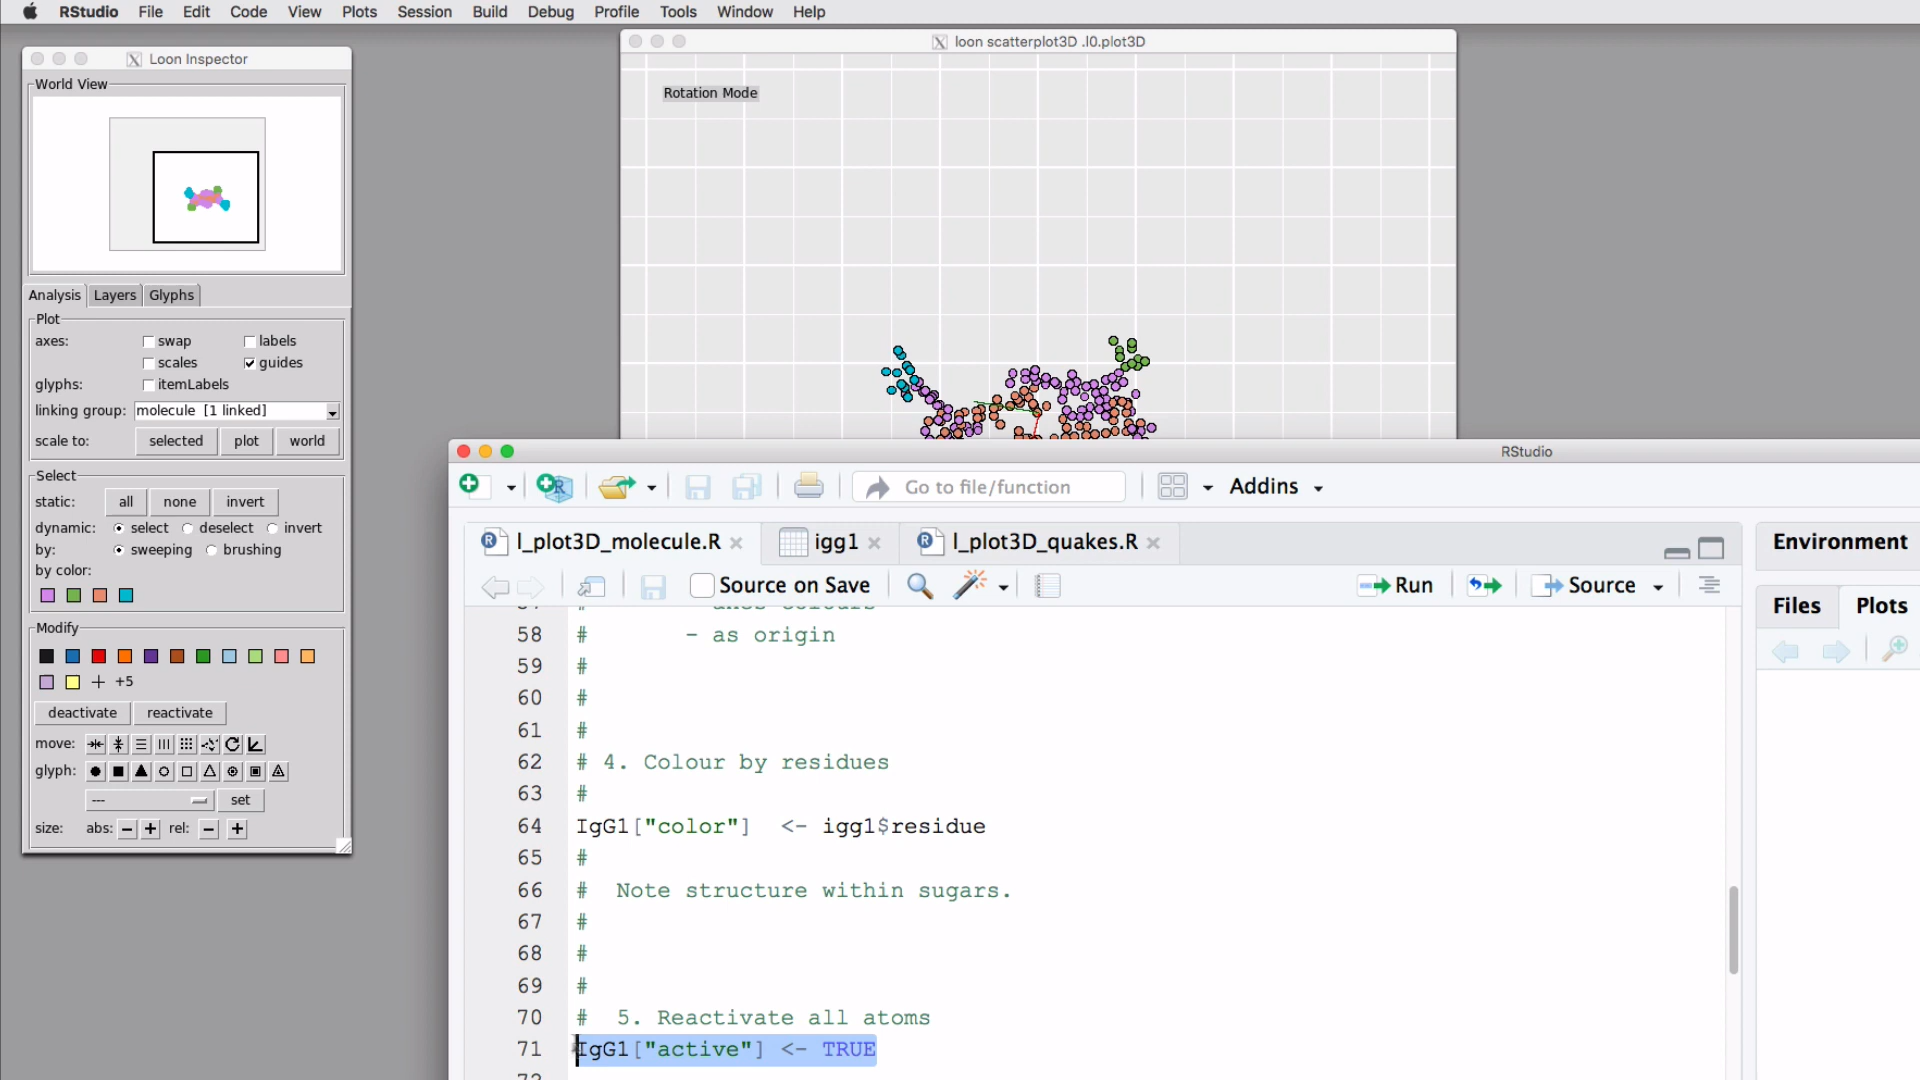 RStudio File Edit Code View Plots Session Build Debug Profile Tools Window Help
Loon Inspector
World View
Analysis Layers Glyphs
Plot
axes: swap labels
scales guides
glyphs: itemLabels
linking group: molecule [1 linked]
scale to: selected plot world
Select
static: all none invert
dynamic: select deselect invert
by: sweeping brushing
by color:
Modify
+5
deactivate reactivate
move:
glyph:
--- set
size: abs: − + rel: − +
loon scatterplot3D .l0.plot3D
Rotation Mode
RStudio
Go to file/function Addins
l_plot3D_molecule.R igg1 l_plot3D_quakes.R
Source on Save Run Source
58 # - as origin
59 #
60 #
61 #
62 # 4. Colour by residues
63 #
64 IgG1["color"] <- igg1$residue
65 #
66 # Note structure within sugars.
67 #
68 #
69 #
70 # 5. Reactivate all atoms
71 IgG1["active"] <- TRUE
Environment
Files Plots